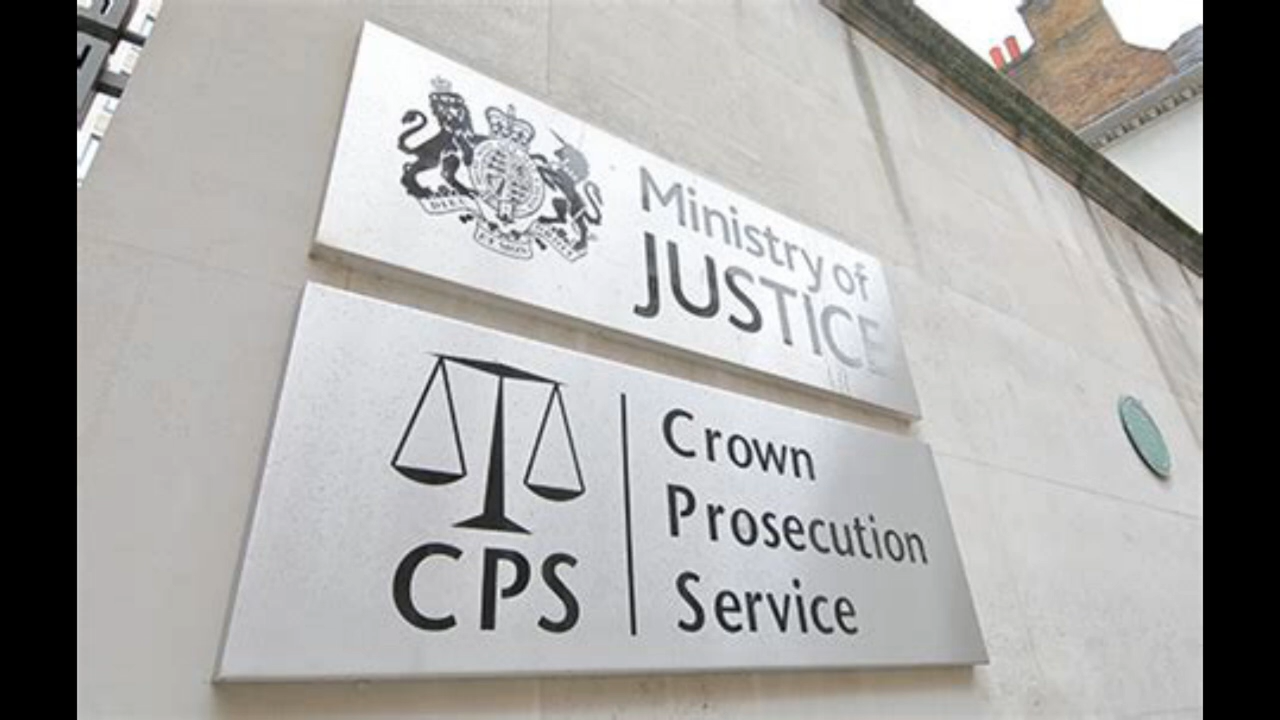 Ministry of
JUSTICE
CPS
Crown
Prosecution
Service